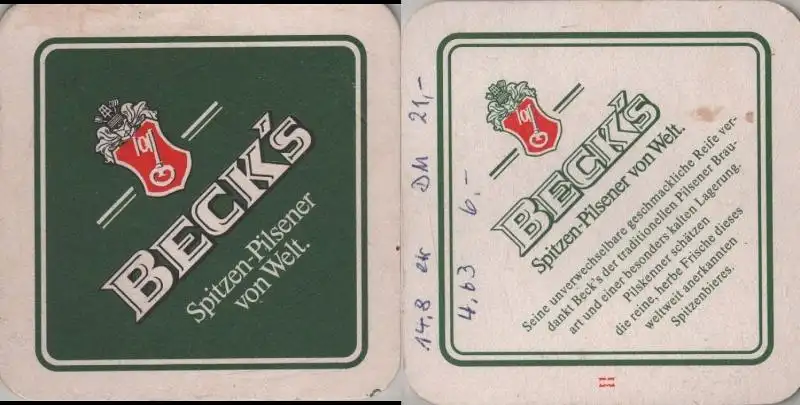 BECK's
Spitzen-Pilsener
von Welt.
BECK's
Spitzen-Pilsener von Welt.
Seine unverwechselbare geschmackliche Reife ver-
dankt Beck's der traditionellen Pilsener Brau-
art und einer besonders kalten Lagerung.
Pilskenner schätzen
die reine, herbe Frische dieses
weltweit anerkannten
Spitzenbieres.
14,8 DM 21,-
4,63 6,-